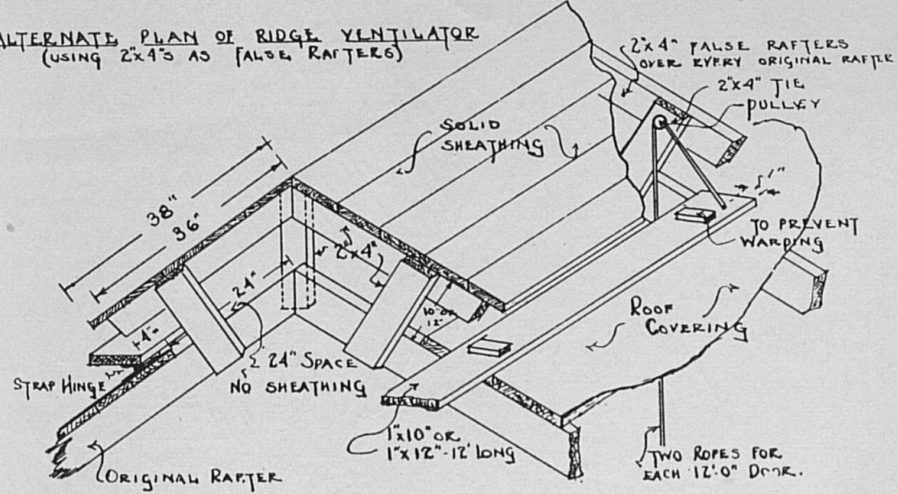 ALTERNATE PLAN OF RIDGE VENTILATOR
(USING 2"x4"s AS FALSE RAFTERS)
2"x4" FALSE RAFTERS
OVER EVERY ORIGINAL RAFTER
2"x4" TIE
PULLEY
SOLID
SHEATHING
38"
36"
1"
TO PREVENT
WARPING
2"x4"
24"
10" OR
12"
4"
ROOF
COVERING
STRAP HINGE
24" SPACE
NO SHEATHING
1"x10" OR
1"x12"-12' LONG
ORIGINAL RAFTER
TWO ROPES FOR
EACH 12'-0" DOOR.